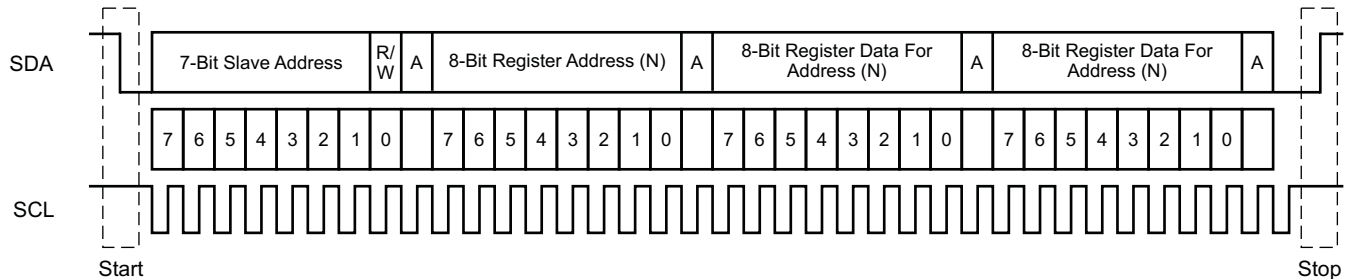 SDA
7-Bit Slave Address
R/
W
A
8-Bit Register Address (N)
A
8-Bit Register Data For
Address (N)
A
8-Bit Register Data For
Address (N)
A
7 6 5 4 3 2 1 0 7 6 5 4 3 2 1 0 7 6 5 4 3 2 1 0 7 6 5 4 3 2 1 0
SCL
Start
Stop